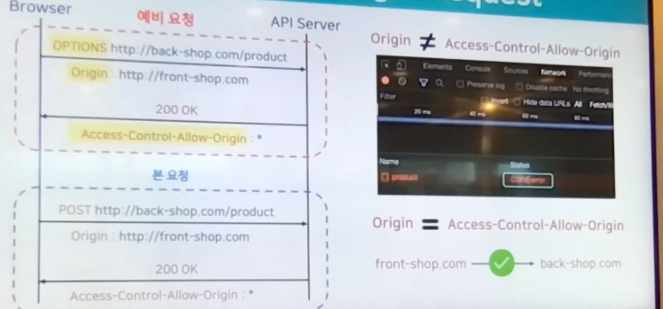 Browser
예비 요청
API Server
OPTIONS http://back-shop.com/product
Origin : http://front-shop.com
200 OK
Access-Control-Allow-Origin : *
본 요청
POST http://back-shop.com/product
Origin : http://front-shop.com
200 OK
Access-Control-Allow-Origin : *
Origin ≠ Access-Control-Allow-Origin
Elements Console Sources Network Performance
Preserve log Disable cache No throttling
Filter
Invert Hide data URLs All Fetch/X
20 ms 40 ms 60 ms 80 ms
Name Status
product CORS error
Origin = Access-Control-Allow-Origin
front-shop.com back-shop.com